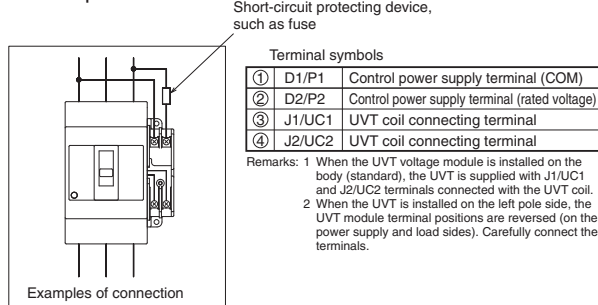 Short-circuit protecting device,
such as fuse
Terminal symbols
① D1/P1 Control power supply terminal (COM)
② D2/P2 Control power supply terminal (rated voltage)
③ J1/UC1 UVT coil connecting terminal
④ J2/UC2 UVT coil connecting terminal
Remarks: 1 When the UVT voltage module is installed on the
body (standard), the UVT is supplied with J1/UC1
and J2/UC2 terminals connected with the UVT coil.
2 When the UVT is installed on the left pole side, the
UVT module terminal positions are reversed (on the
power supply and load sides). Carefully connect the
terminals.
Examples of connection